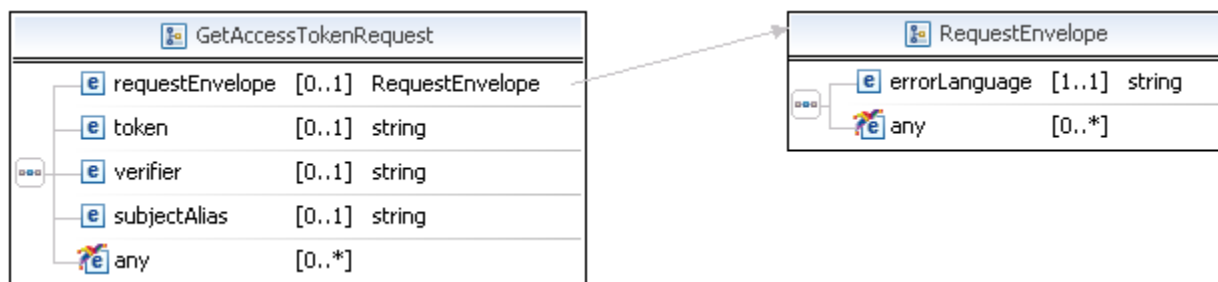 GetAccessTokenRequest
e requestEnvelope [0..1] RequestEnvelope
e token [0..1] string
e verifier [0..1] string
e subjectAlias [0..1] string
e any [0..*]
RequestEnvelope
e errorLanguage [1..1] string
e any [0..*]